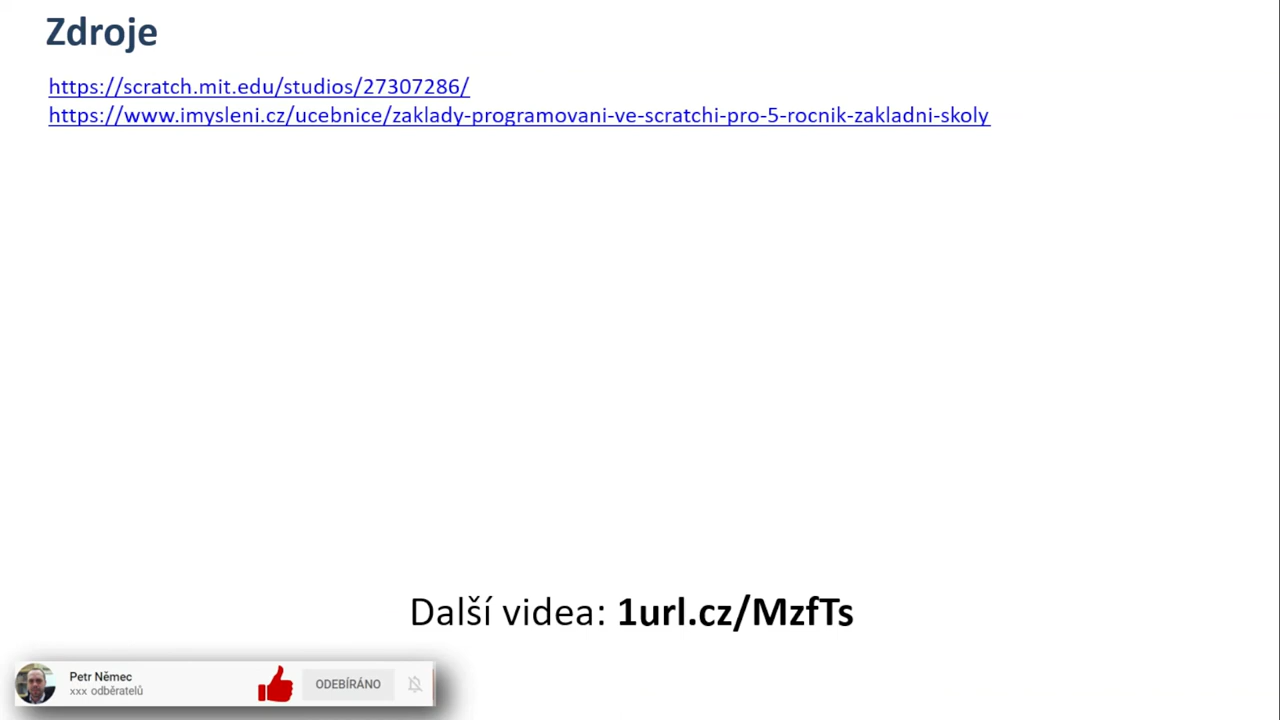 Zdroje
https://scratch.mit.edu/studios/27307286/
https://www.imysleni.cz/ucebnice/zaklady-programovani-ve-scratchi-pro-5-rocnik-zakladni-skoly
Další videa: 1url.cz/MzfTs
Petr Němec
xxx odběratelů
ODEBÍRÁNO